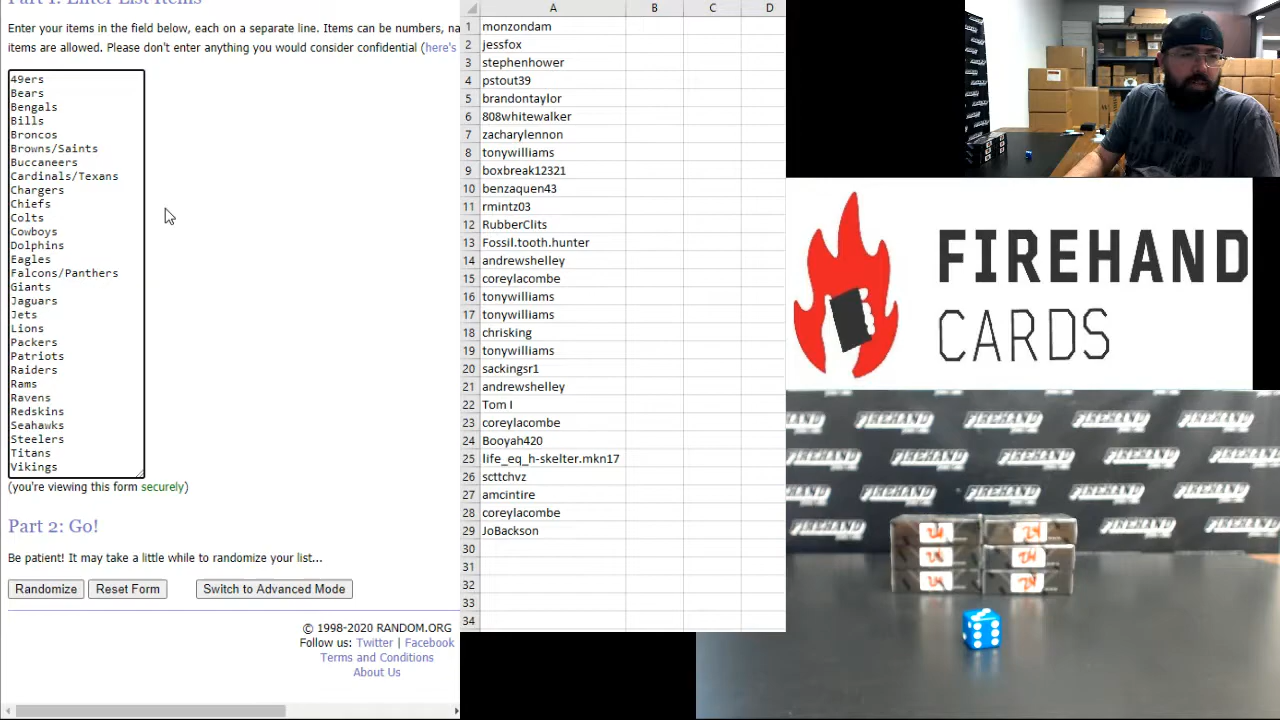 Part 1: Enter List Items
Enter your items in the field below, each on a separate line. Items can be numbers, na
items are allowed. Please don't enter anything you would consider confidential (here's
49ers
Bears
Bengals
Bills
Broncos
Browns/Saints
Buccaneers
Cardinals/Texans
Chargers
Chiefs
Colts
Cowboys
Dolphins
Eagles
Falcons/Panthers
Giants
Jaguars
Jets
Lions
Packers
Patriots
Raiders
Rams
Ravens
Redskins
Seahawks
Steelers
Titans
Vikings
(you're viewing this form securely)
Part 2: Go!
Be patient! It may take a little while to randomize your list...
Randomize
Reset Form
Switch to Advanced Mode
© 1998-2020 RANDOM.ORG
Follow us: Twitter | Facebook
Terms and Conditions
About Us
A B C D
1 monzondam
2 jessfox
3 stephenhower
4 pstout39
5 brandontaylor
6 808whitewalker
7 zacharylennon
8 tonywilliams
9 boxbreak12321
10 benzaquen43
11 rmintz03
12 RubberClits
13 Fossil.tooth.hunter
14 andrewshelley
15 coreylacombe
16 tonywilliams
17 tonywilliams
18 chrisking
19 tonywilliams
20 sackingsr1
21 andrewshelley
22 Tom I
23 coreylacombe
24 Booyah420
25 life_eq_h-skelter.mkn17
26 scttchvz
27 amcintire
28 coreylacombe
29 JoBackson
30
31
32
33
34
FIREHAND
CARDS
FIREHAND FIREHAND FIREHAND
FIREHAND FIREHAND FIREHAND